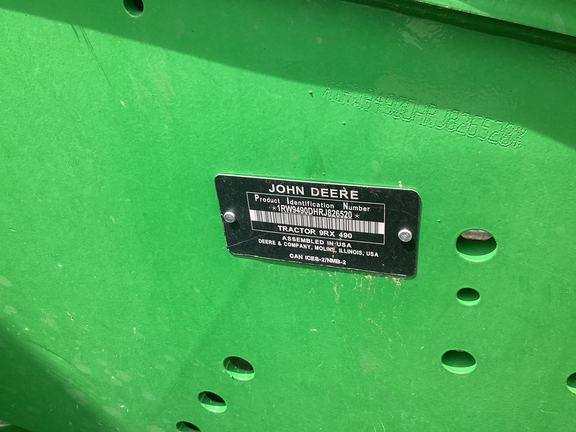 *1RW9490DHRJ826520*
JOHN DEERE
Product Identification Number
*1RW9490DHRJ826520*
TRACTOR 9RX 490
ASSEMBLED IN USA
DEERE & COMPANY, MOLINE, ILLINOIS, USA
CAN ICES-2/NMB-2